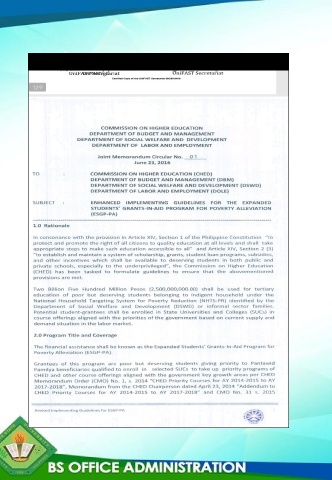 UniFAST Secretariat
1/19
COMMISSION ON HIGHER EDUCATION
DEPARTMENT OF BUDGET AND MANAGEMENT
DEPARTMENT OF SOCIAL WELFARE AND DEVELOPMENT
DEPARTMENT OF LABOR AND EMPLOYMENT
Joint Memorandum Circular No. 01
June 23, 2016
TO : COMMISSION ON HIGHER EDUCATION (CHED)
DEPARTMENT OF BUDGET AND MANAGEMENT (DBM)
DEPARTMENT OF SOCIAL WELFARE AND DEVELOPMENT (DSWD)
DEPARTMENT OF LABOR AND EMPLOYMENT (DOLE)
SUBJECT : ENHANCED IMPLEMENTING GUIDELINES FOR THE EXPANDED
STUDENTS' GRANTS-IN-AID PROGRAM FOR POVERTY ALLEVIATION
(ESGP-PA)
1.0 Rationale
In concordance with the provision in Article XIV, Section 1 of the Philippine Constitution "to
protect and promote the right of all citizens to quality education at all levels and shall take
appropriate steps to make such education accessible to all" and Article XIV, Section 2 (3)
"to establish and maintain a system of scholarship, grants, student loan programs, subsidies,
and other incentives which shall be available to deserving students in both public and
private schools, especially to the underprivileged", the Commission on Higher Education
(CHED) has been tasked to formulate guidelines to ensure that the abovementioned
provisions are met.
Two Billion Five Hundred Million Pesos (2,500,000,000.00) shall be used for tertiary
education of poor but deserving students belonging to indigent household under the
National Household Targeting System for Poverty Reduction (NHTS-PR) identified by the
Department of Social Welfare and Development (DSWD) or informal sector families.
Potential student-grantees shall be enrolled in State Universities and Colleges (SUCs) in
course offerings aligned with the priorities of the government based on current supply and
demand situation in the labor market.
2.0 Program Title and Coverage
The financial assistance shall be known as the Expanded Students' Grants-in-Aid Program for
Poverty Alleviation (ESGP-PA).
Grantees of this program are poor but deserving students giving priority to Pantawid
Pamilya beneficiaries qualified to enroll in selected SUCs to take up priority programs of
CHED and other course offerings aligned with the government key growth areas per CHED
Memorandum Order (CMO) No. 1, s. 2014 "CHED Priority Courses for AY 2014-2015 to AY
2017-2018", Memorandum from the CHED Chairperson dated April 23, 2014 "Addendum to
CHED Priority Courses for AY 2014-2015 to AY 2017-2018" and CMO No. 31 s. 2015
Revised Implementing Guidelines for ESGP-PA
BS OFFICE ADMINISTRATION